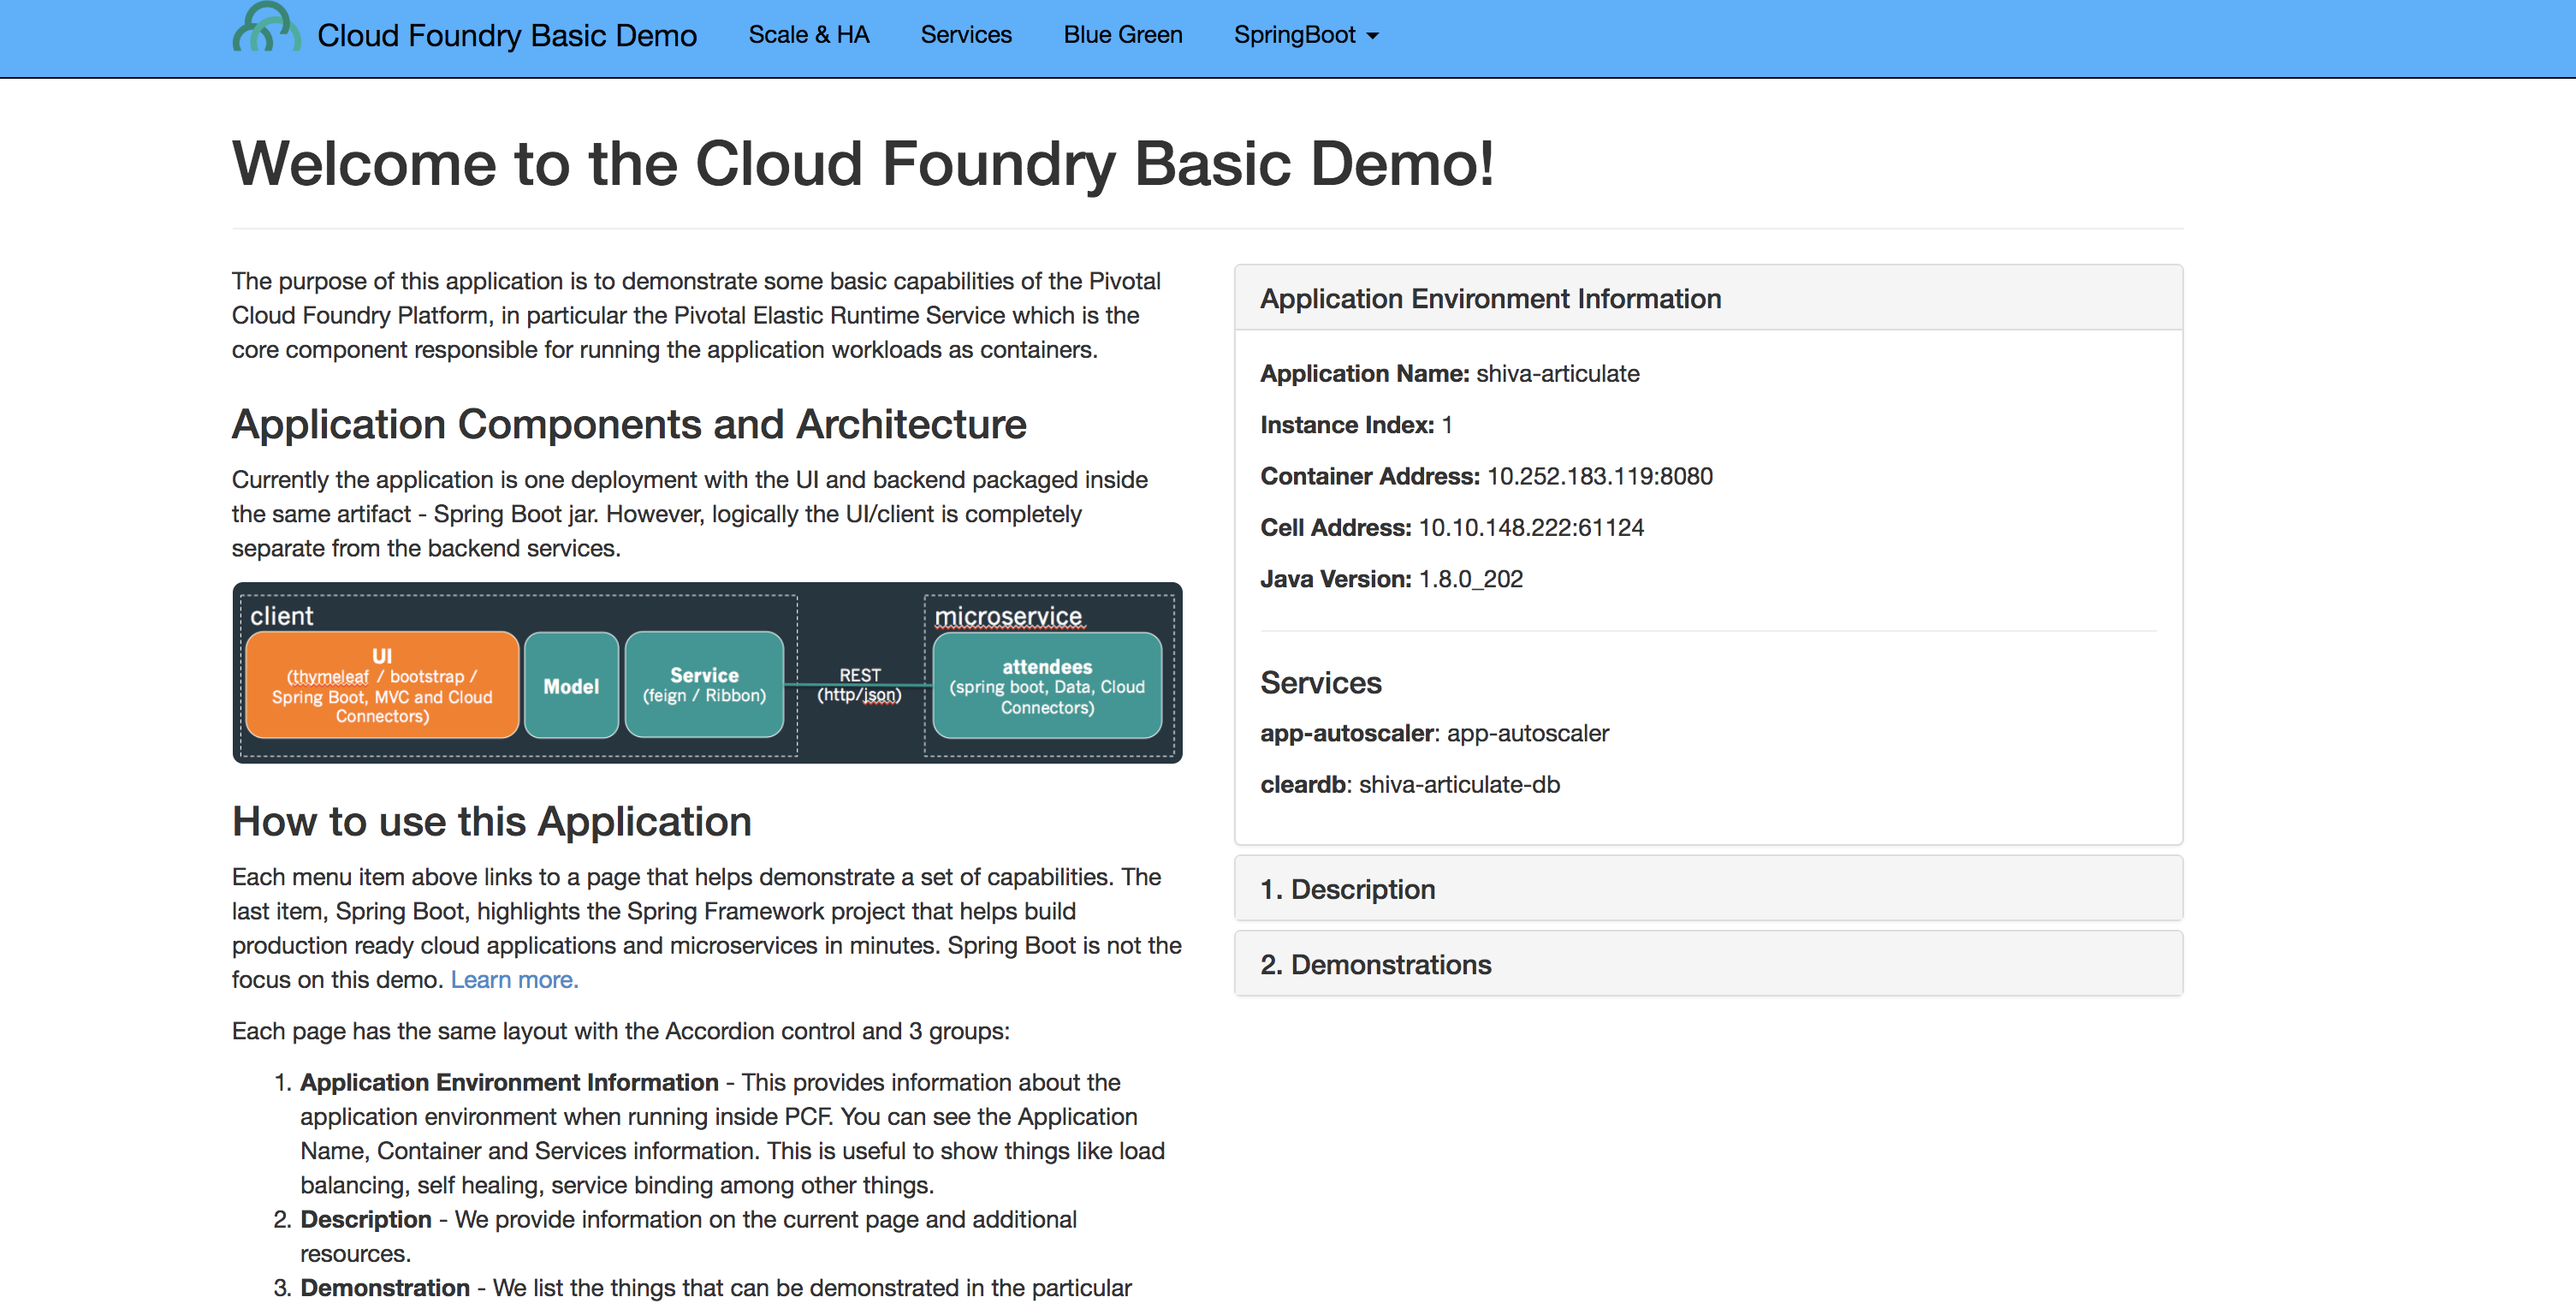 Cloud Foundry Basic Demo
Scale & HA
Services
Blue Green
SpringBoot
Welcome to the Cloud Foundry Basic Demo!
The purpose of this application is to demonstrate some basic capabilities of the Pivotal
Cloud Foundry Platform, in particular the Pivotal Elastic Runtime Service which is the
core component responsible for running the application workloads as containers.
Application Components and Architecture
Currently the application is one deployment with the UI and backend packaged inside
the same artifact - Spring Boot jar. However, logically the UI/client is completely
separate from the backend services.
client
UI
(thymeleaf / bootstrap /
Spring Boot, MVC and Cloud
Connectors)
Model
Service
(feign / Ribbon)
REST
(http/json)
microservice
attendees
(spring boot, Data, Cloud
Connectors)
How to use this Application
Each menu item above links to a page that helps demonstrate a set of capabilities. The
last item, Spring Boot, highlights the Spring Framework project that helps build
production ready cloud applications and microservices in minutes. Spring Boot is not the
focus on this demo. Learn more.
Each page has the same layout with the Accordion control and 3 groups:
1. Application Environment Information - This provides information about the
application environment when running inside PCF. You can see the Application
Name, Container and Services information. This is useful to show things like load
balancing, self healing, service binding among other things.
2. Description - We provide information on the current page and additional
resources.
3. Demonstration - We list the things that can be demonstrated in the particular
Application Environment Information
Application Name: shiva-articulate
Instance Index: 1
Container Address: 10.252.183.119:8080
Cell Address: 10.10.148.222:61124
Java Version: 1.8.0_202
Services
app-autoscaler: app-autoscaler
cleardb: shiva-articulate-db
1. Description
2. Demonstrations